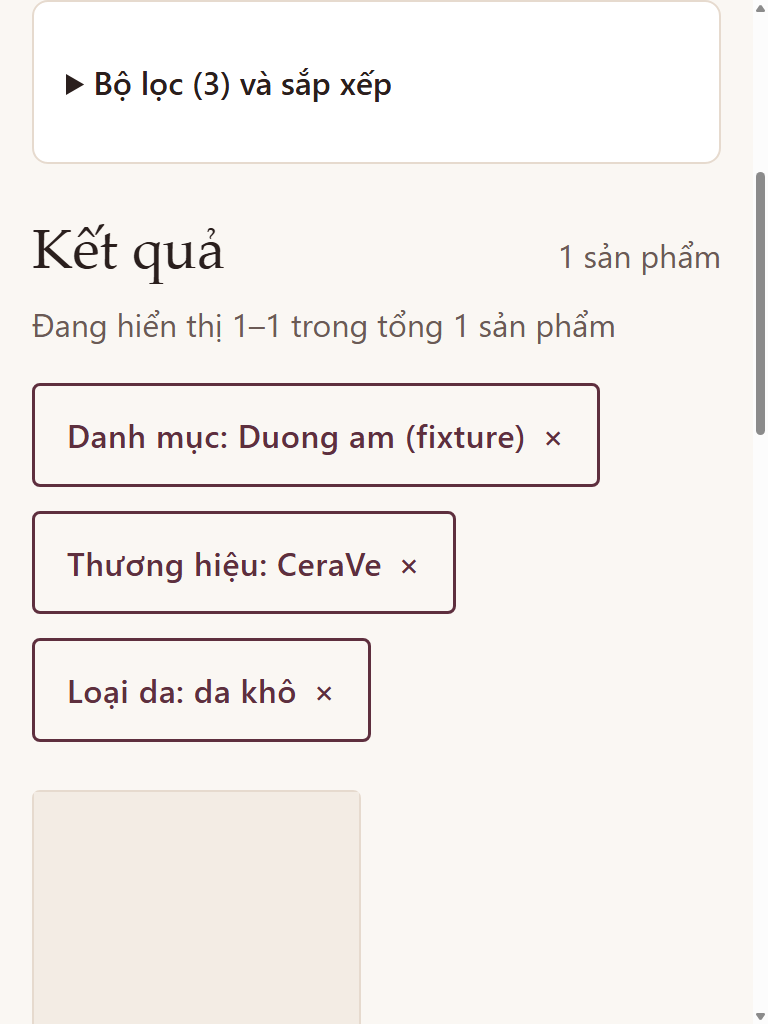 ▶ Bộ lọc (3) và sắp xếp
Kết quả
1 sản phẩm
Đang hiển thị 1–1 trong tổng 1 sản phẩm
Danh mục: Duong am (fixture) ×
Thương hiệu: CeraVe ×
Loại da: da khô ×